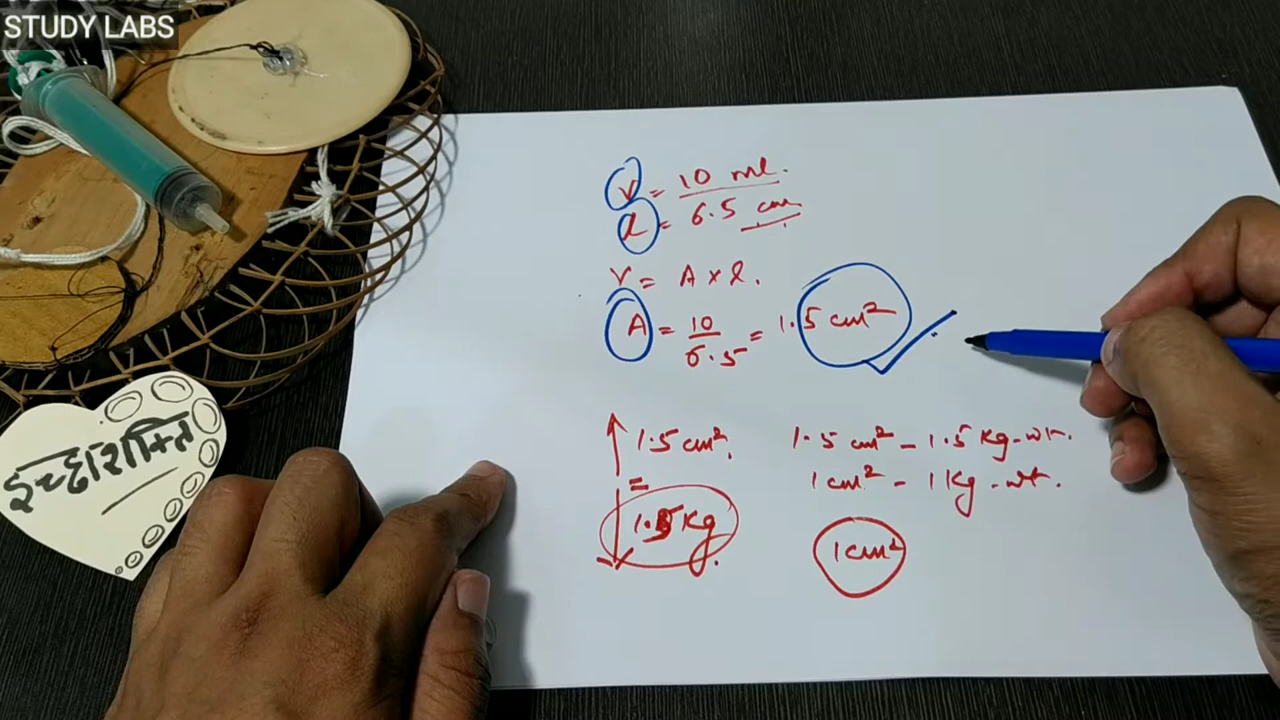 STUDY LABS
V = 10 ml.
l = 6.5 cm
V = A × l.
A = 10/6.5 = 1.5 cm²
1.5 cm².
=
1.5 Kg.
1.5 cm² - 1.5 Kg-wt.
1 cm² - 1 Kg-wt.
1 cm²